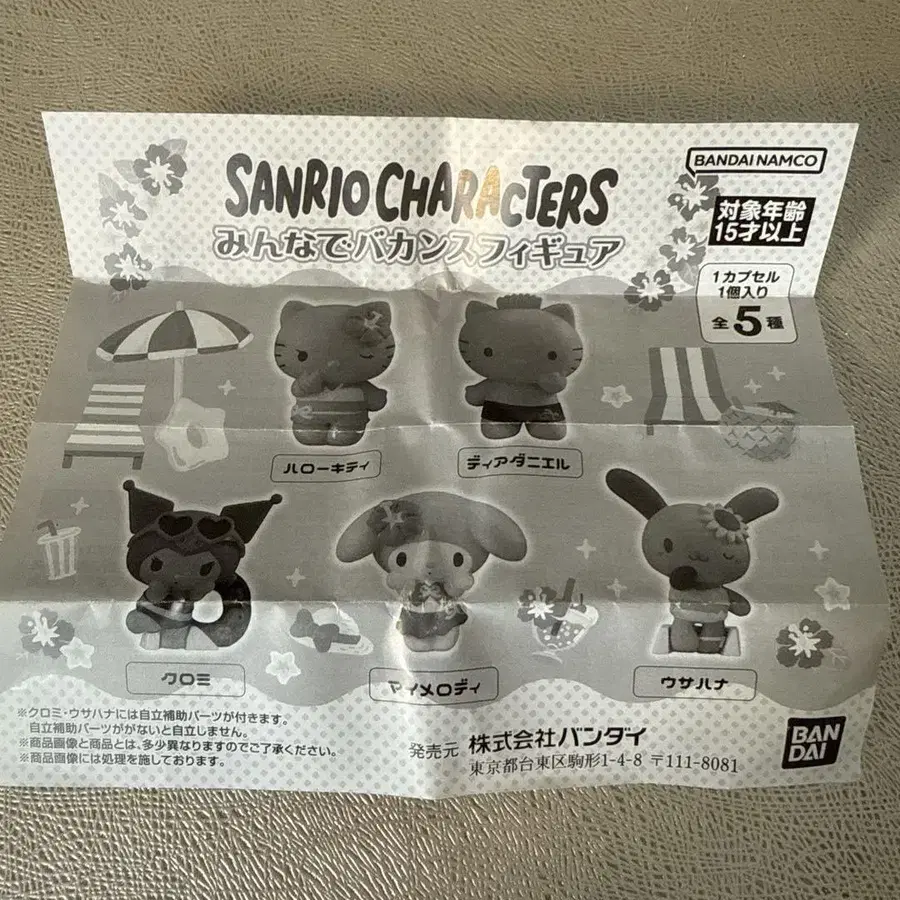 SANRIO CHARACTERS
みんなでバカンスフィギュア
BANDAI NAMCO
対象年齢
15才以上
1カプセル
1個入り
全5種
ハローキティ
ディアダニエル
クロミ
マイメロディ
ウサハナ
※クロミ・ウサハナには自立補助パーツが付きます。
自立補助パーツががないと自立しません。
※商品画像と商品とは、多少異なりますのでご了承ください。
※商品画像には処理を施しております。
発売元 株式会社バンダイ
東京都台東区駒形1-4-8 〒111-8081
BAN
DAI